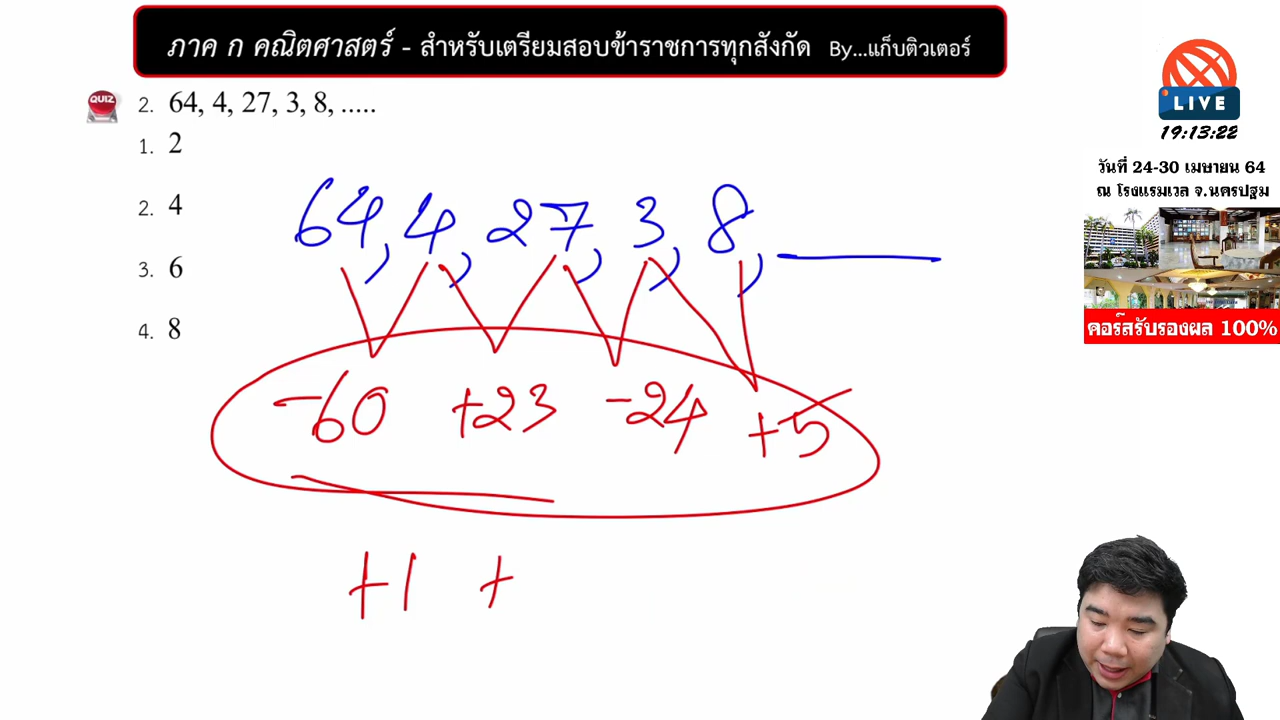 ภาค ก คณิตศาสตร์ - สำหรับเตรียมสอบข้าราชการทุกสังกัด By...แก็บติวเตอร์
QUIZ
2. 64, 4, 27, 3, 8, .....
1. 2
2. 4
3. 6
4. 8
64, 4, 27, 3, 8, _____
-60 +23 -24 +5
+1 +
LIVE
19:13:22
วันที่ 24-30 เมษายน 64
ณ โรงแรมเวล จ.นครปฐม
คอร์สรับรองผล 100%